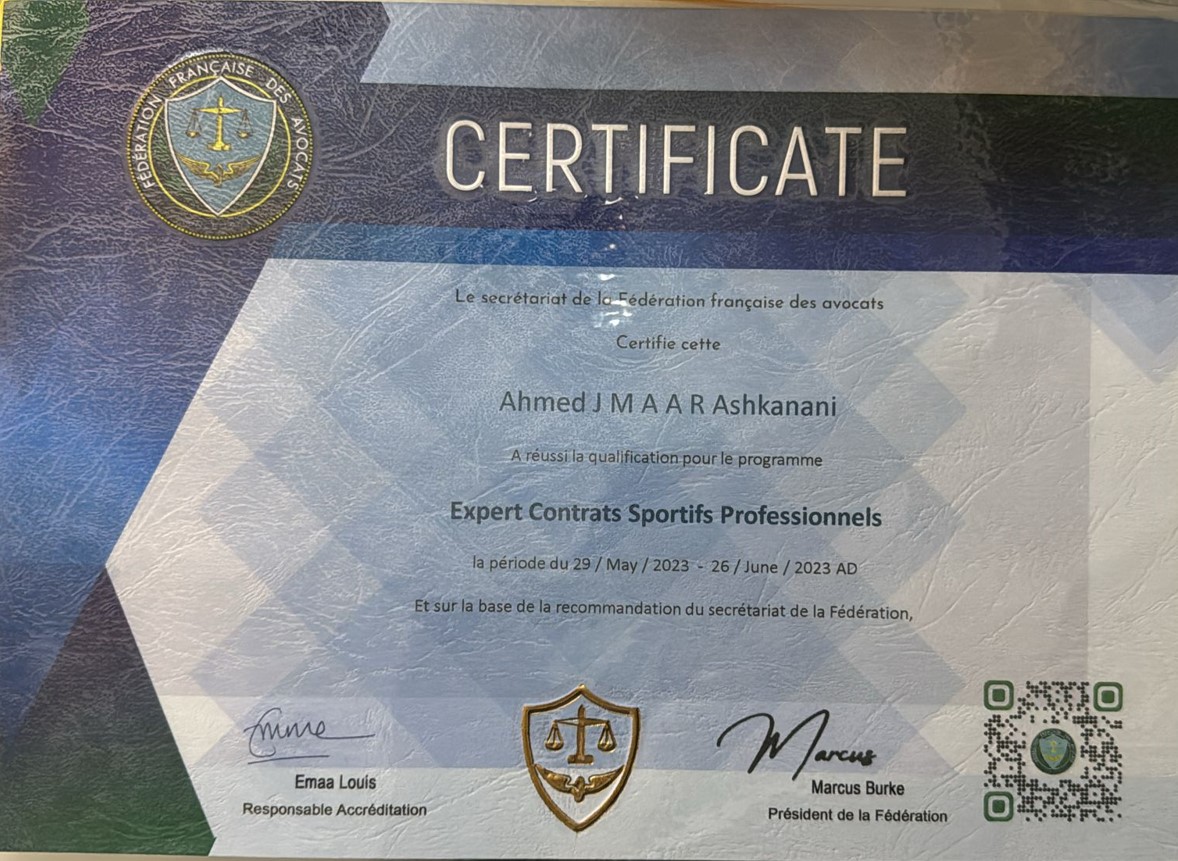 FÉDÉRATION FRANÇAISE DES AVOCATS
CERTIFICATE
Le secrétariat de la Fédération française des avocats
Certifie cette
Ahmed J M A A R Ashkanani
A réussi la qualification pour le programme
Expert Contrats Sportifs Professionnels
la période du 29 / May / 2023 - 26 / June / 2023 AD
Et sur la base de la recommandation du secrétariat de la Fédération,
Emma
Emaa Louis
Responsable Accréditation
Marcus
Marcus Burke
Président de la Fédération